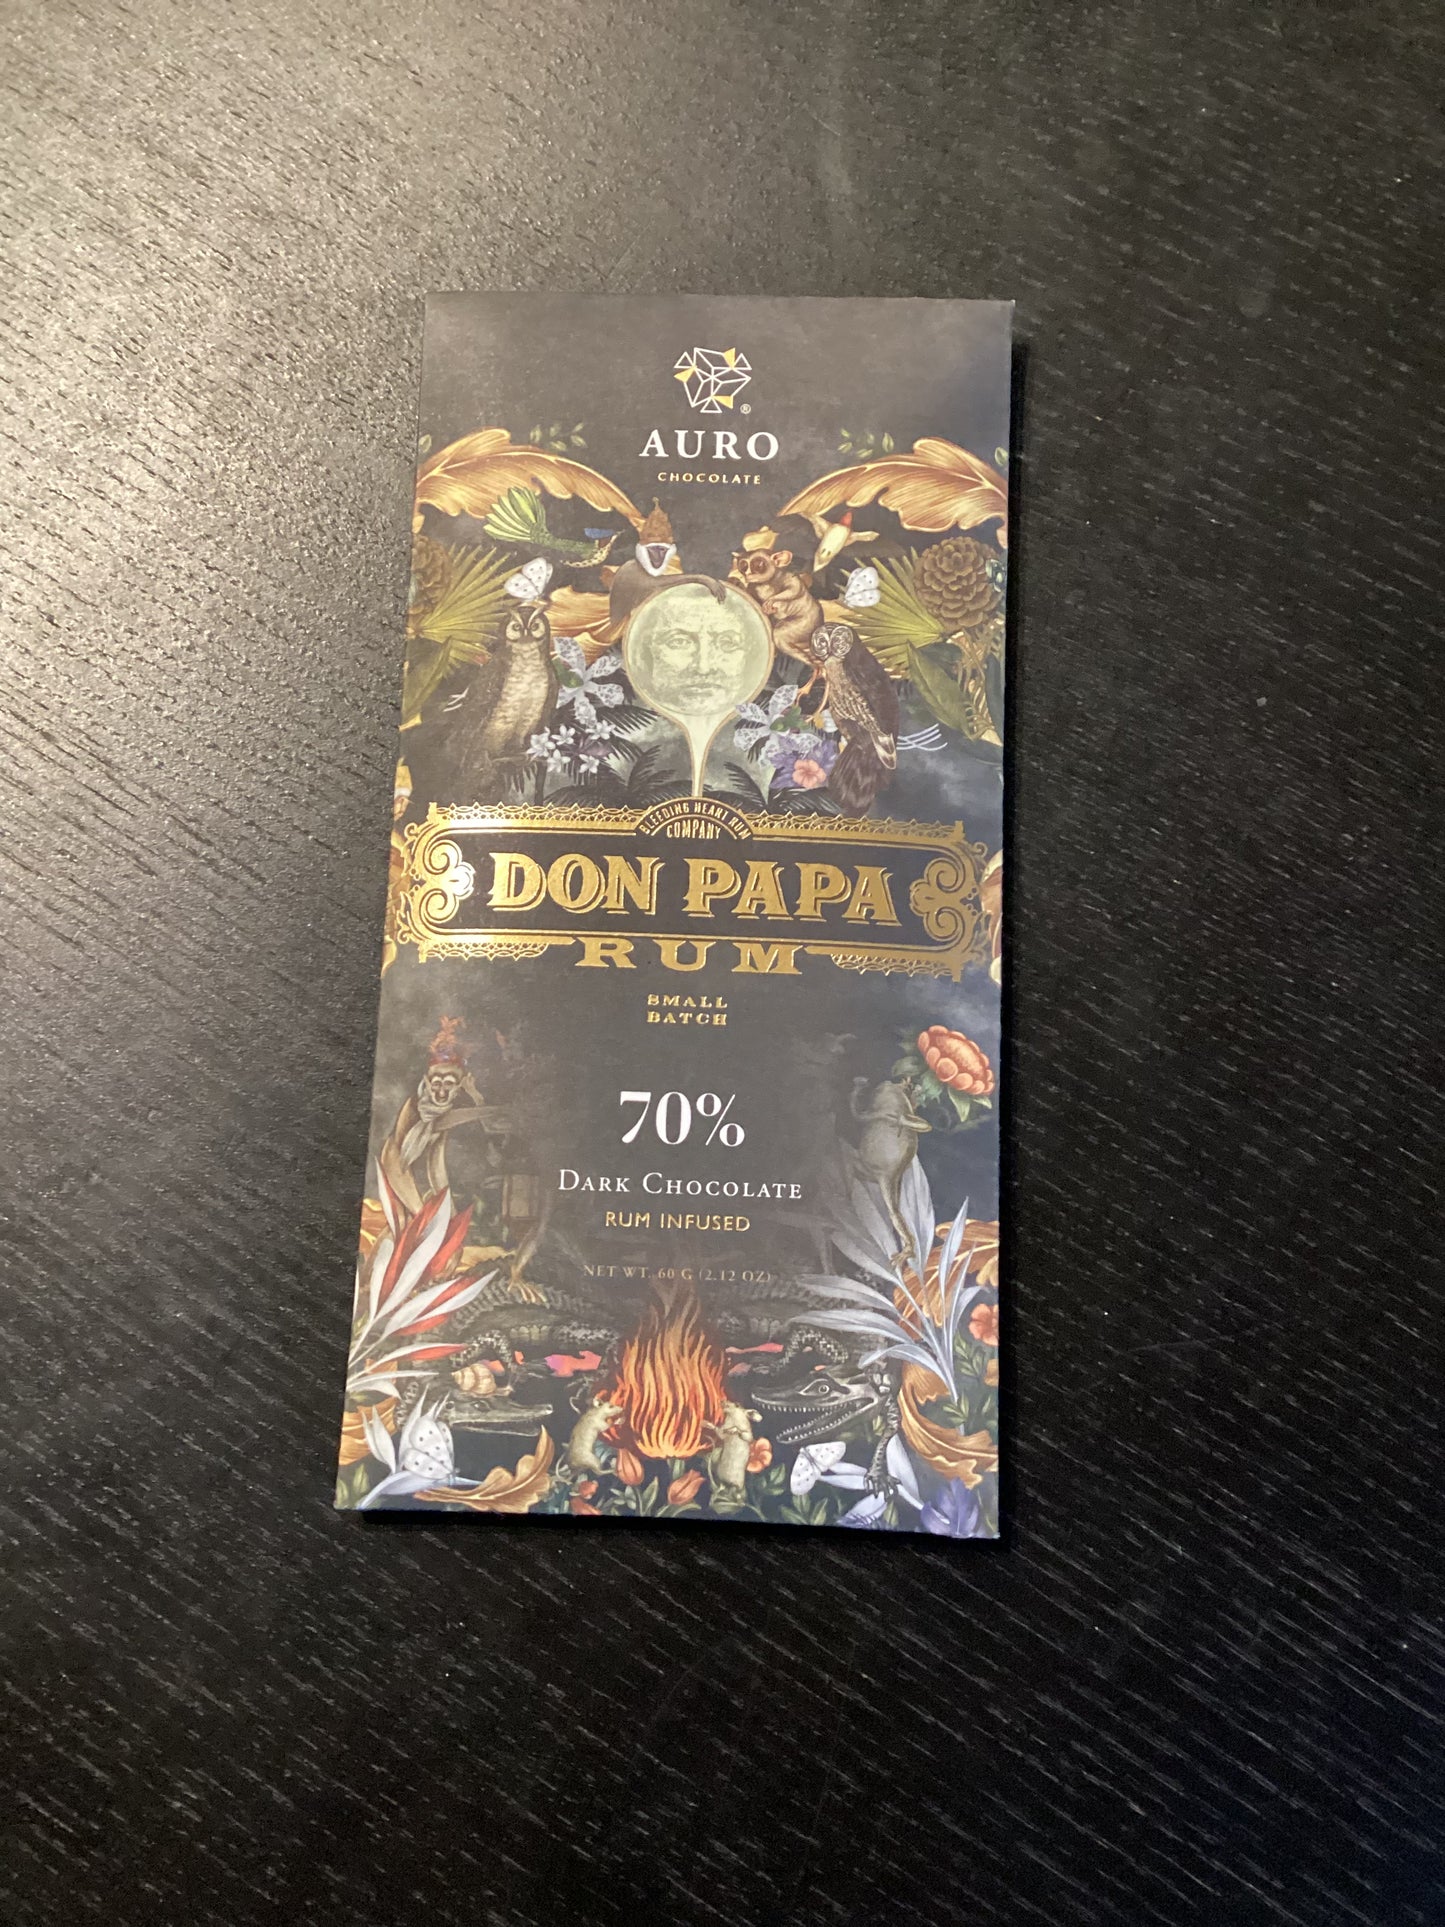 ®
AURO
CHOCOLATE
BLEEDING HEART RUM
COMPANY
DON PAPA
RUM
SMALL
BATCH
70%
DARK CHOCOLATE
RUM INFUSED
NET WT. 60 G (2.12 OZ)